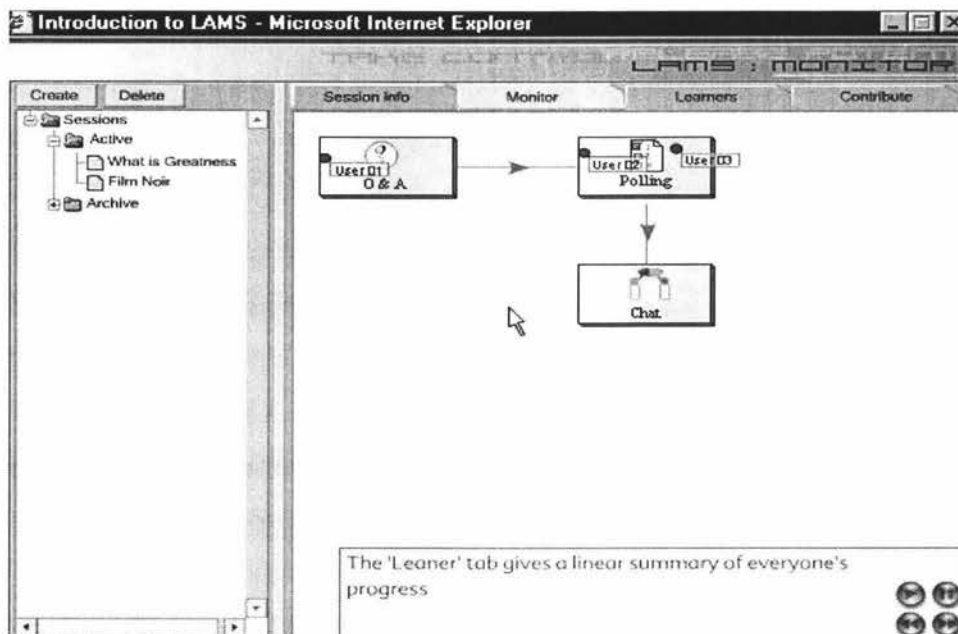 Introduction to LAMS - Microsoft Internet Explorer
LAMS : MONITOR
Create Delete
Session Info Monitor Learners Contribute
Sessions
Active
What is Greatness
Film Noir
Archive
User 01
Q & A
User 02 User 03
Polling
Chat
The 'Leaner' tab gives a linear summary of everyone's
progress